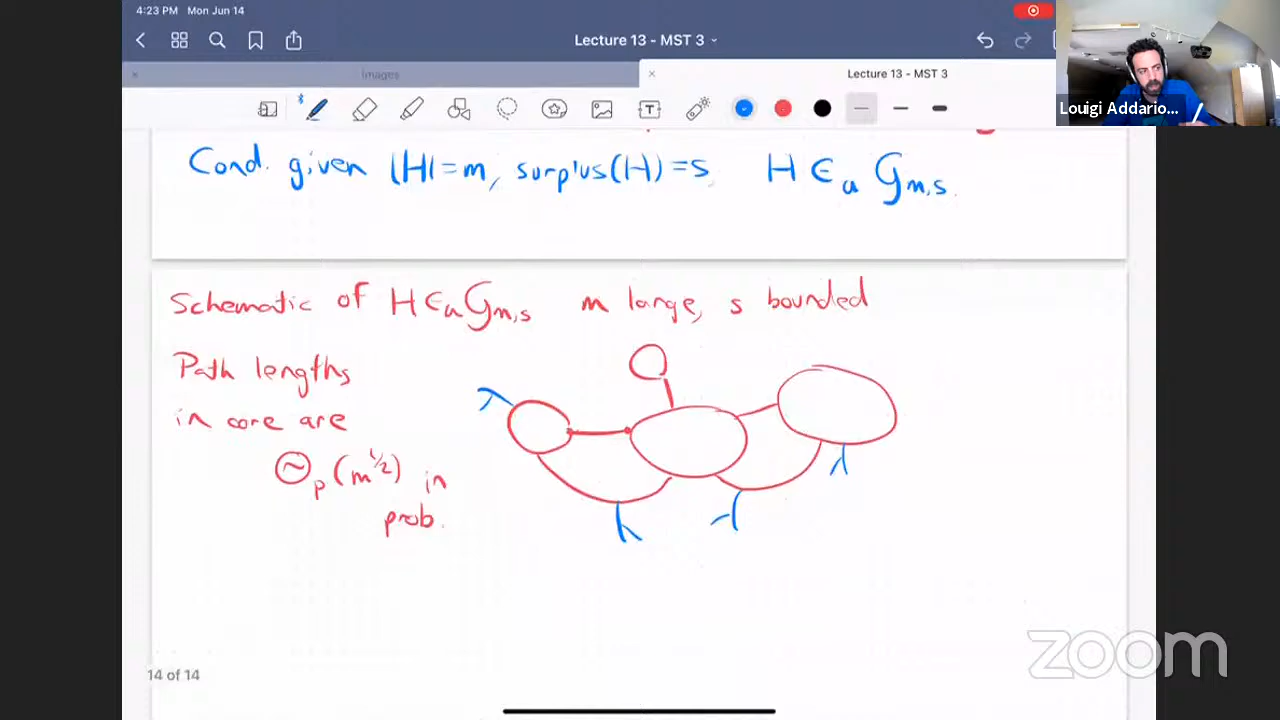 4:23 PM Mon Jun 14
Lecture 13 - MST 3
Images
Lecture 13 - MST 3
Louigi Addario...
Cond. given |H|=m, surplus(H)=s H ∈u Gm,s.
Schematic of H∈uGm,s m large, s bounded
Path lengths
in core are
Θp(m^1/2) in
prob.
14 of 14
zoom